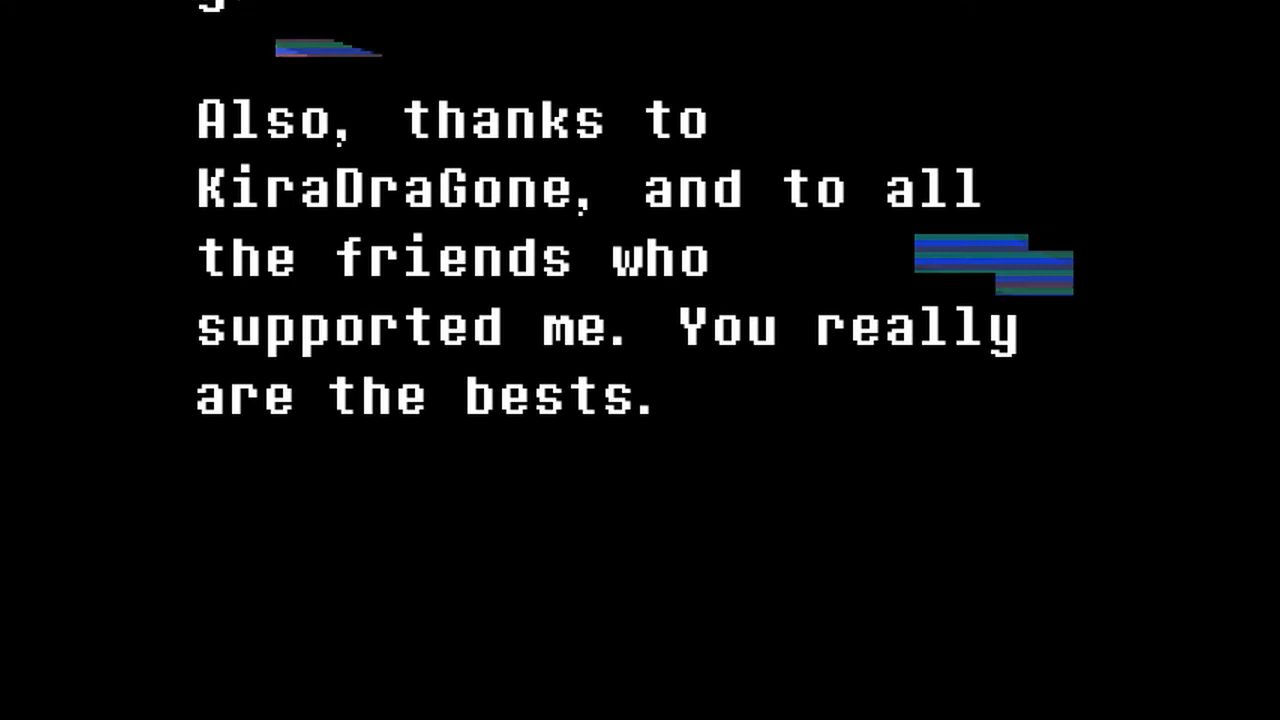 Also, thanks to
KiraDraGone, and to all
the friends who
supported me. You really
are the bests.